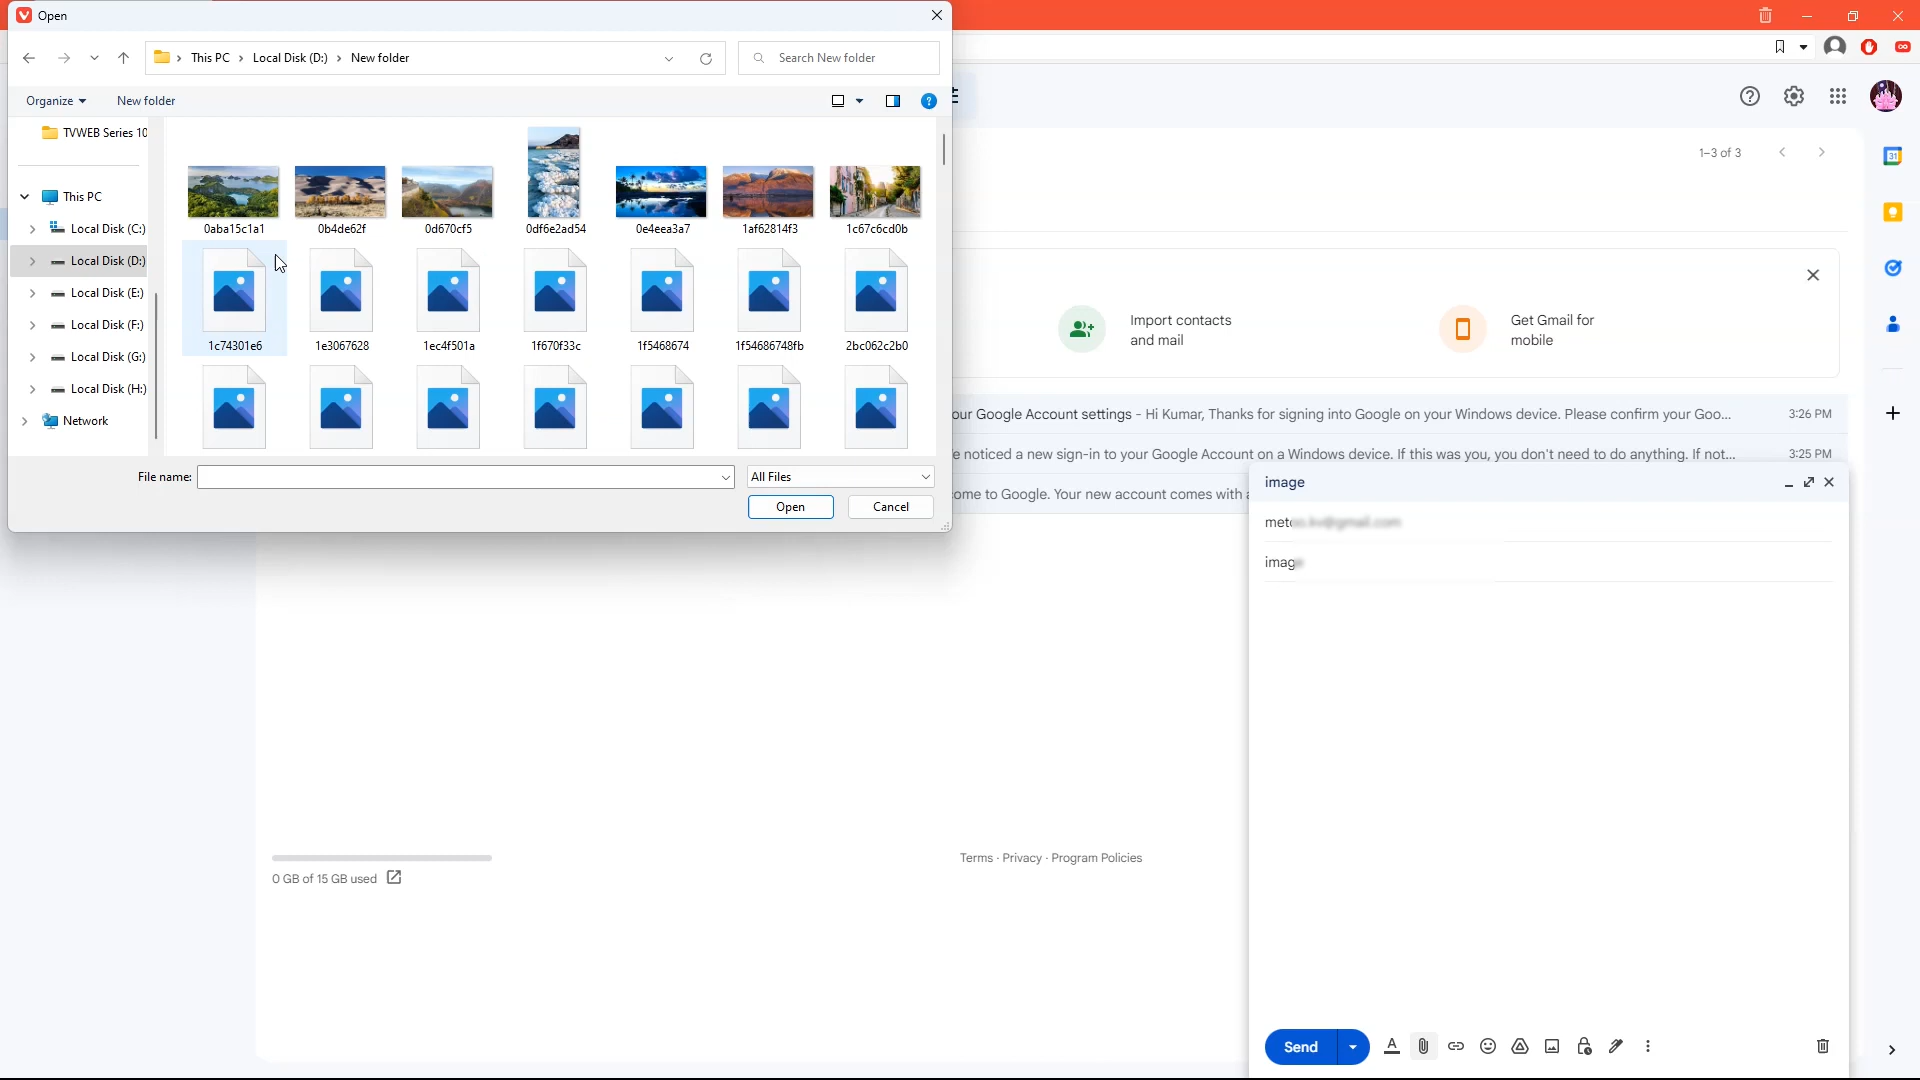 Open
This PC
Local Disk (D:)
New folder
Search New folder
Organize
New folder
TVWEB Series 10
This PC
Local Disk (C:)
Local Disk (D:)
Local Disk (E:)
Local Disk (F:)
Local Disk (G:)
Local Disk (H:)
Network
0aba15c1a1
0b4de62f
0d670cf5
0df6e2ad54
0e4eea3a7
1af62814f3
1c67c6cd0b
1c74301e6
1e3067628
1ec4f501a
1f670f33c
1f5468674
1f54686748fb
2bc062c2b0
File name:
All Files
Open
Cancel
1–3 of 3
31
Import contacts
and mail
Get Gmail for
mobile
our Google Account settings - Hi Kumar, Thanks for signing into Google on your Windows device. Please confirm your Goo...
3:26 PM
e noticed a new sign-in to your Google Account on a Windows device. If this was you, you don't need to do anything. If not...
3:25 PM
ome to Google. Your new account comes with a
image
image
Send
0 GB of 15 GB used
Terms · Privacy · Program Policies